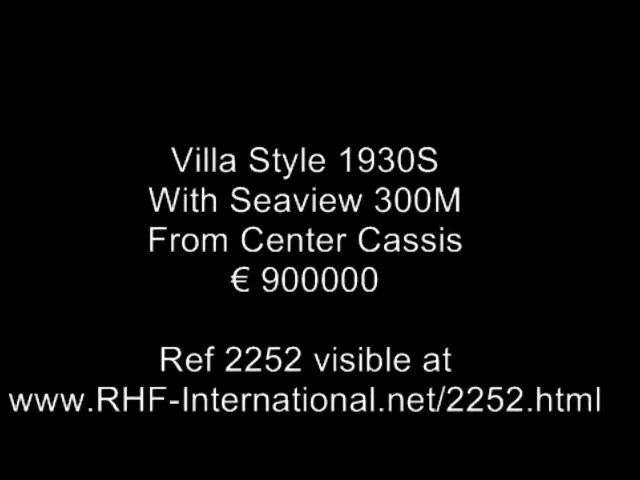 Villa Style 1930S
With Seaview 300M
From Center Cassis
€ 900000
Ref 2252 visible at
www.RHF-International.net/2252.html